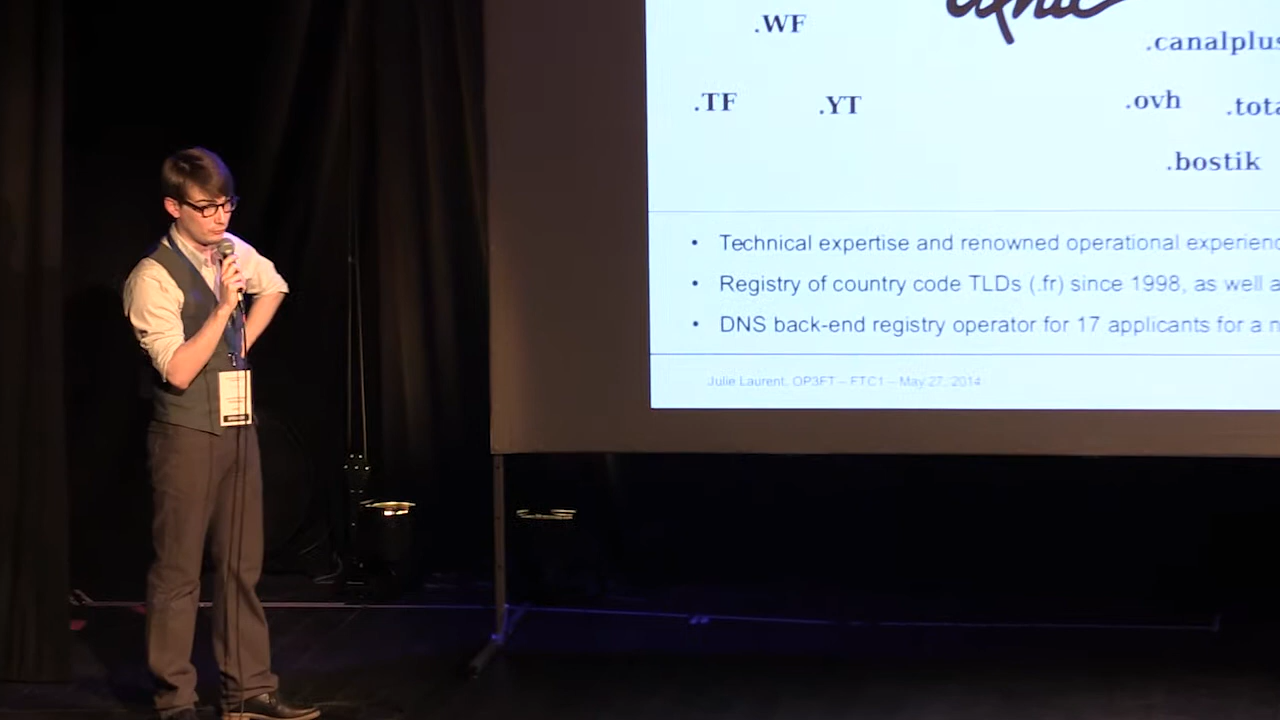 .WF
.canalplus
.TF
.YT
.ovh
.tota
.bostik
• Technical expertise and renowned operational experienc
• Registry of country code TLDs (.fr) since 1998, as well a
• DNS back-end registry operator for 17 applicants for a n
Julie Laurent, OP3FT – FTC1 – May 27, 2014